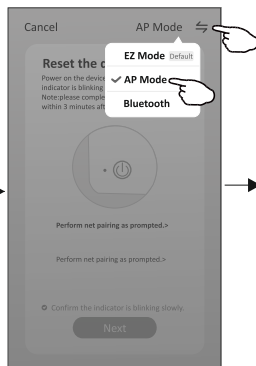 Cancel AP Mode
EZ Mode Default
AP Mode
Bluetooth
Reset the d
Power on the device
indicator is blinking
Note:please comple
within 3 minutes aft
Perform net pairing as prompted.>
Perform net pairing as prompted.>
Confirm the indicator is blinking slowly.
Next